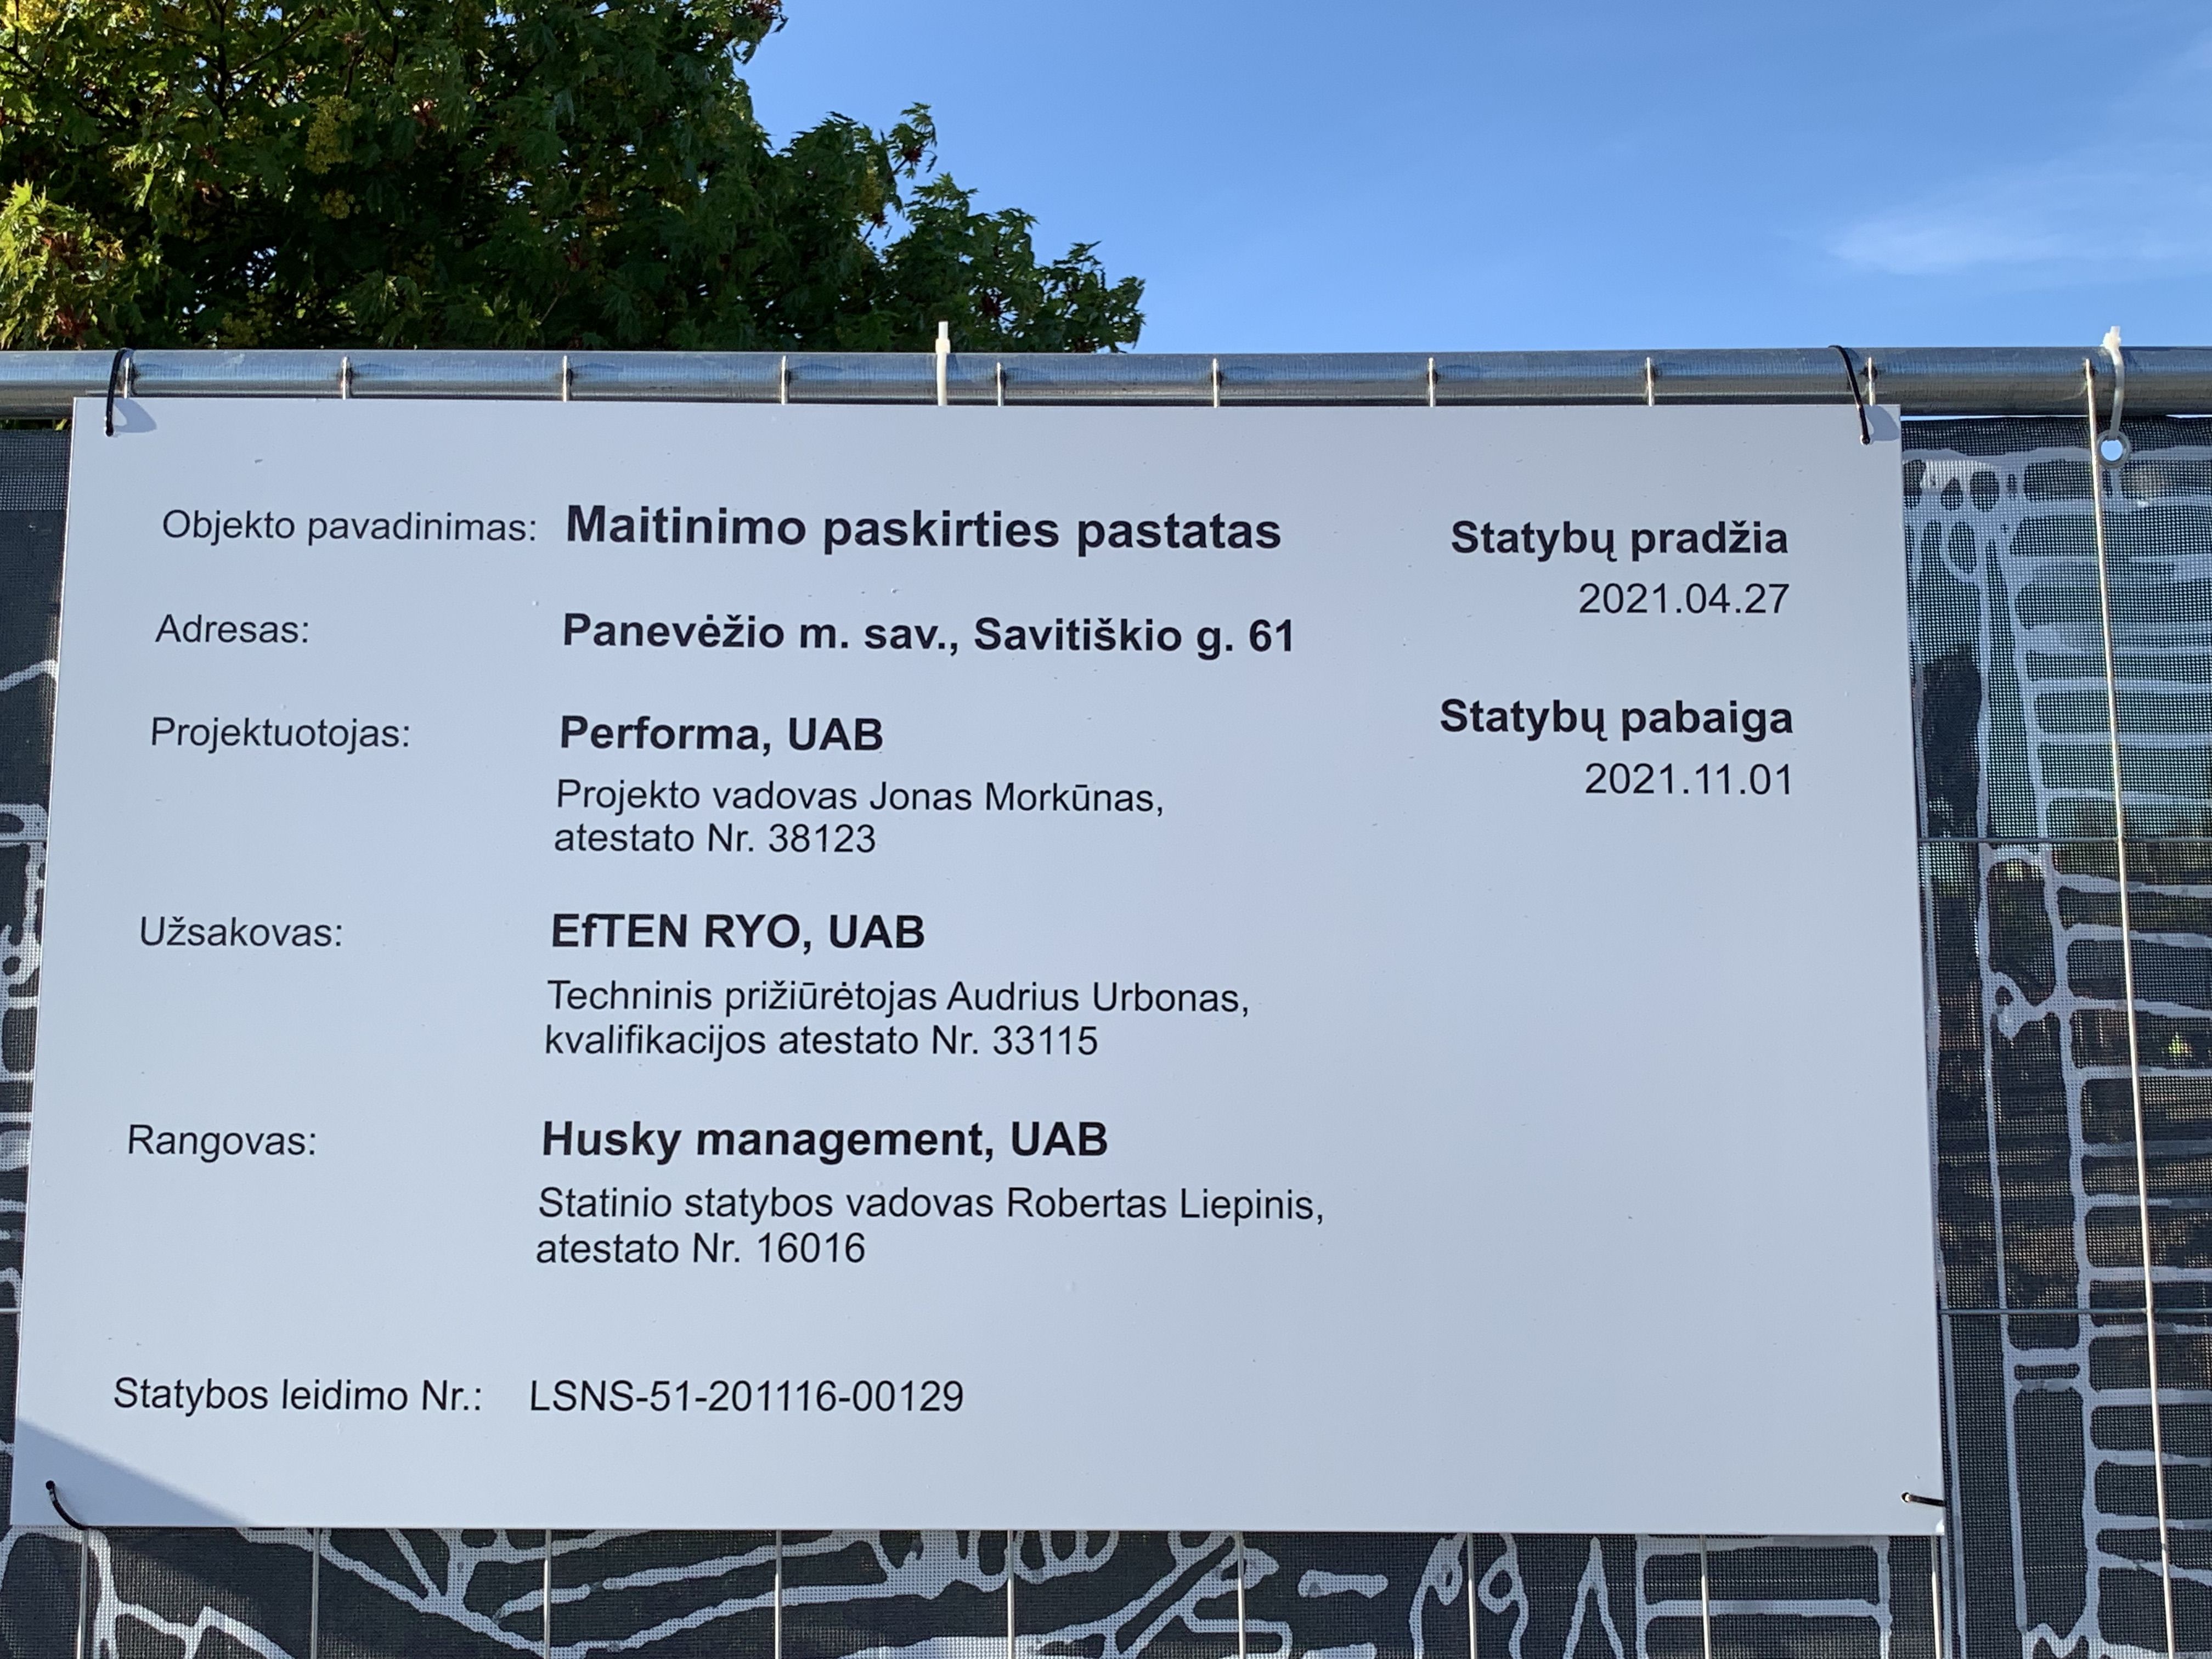 Objekto pavadinimas: Maitinimo paskirties pastatas
Adresas: Panevėžio m. sav., Savitiškio g. 61
Projektuotojas: Performa, UAB
Projekto vadovas Jonas Morkūnas,
atestato Nr. 38123
Užsakovas: EfTEN RYO, UAB
Techninis prižiūrėtojas Audrius Urbonas,
kvalifikacijos atestato Nr. 33115
Rangovas: Husky management, UAB
Statinio statybos vadovas Robertas Liepinis,
atestato Nr. 16016
Statybos leidimo Nr.: LSNS-51-201116-00129
Statybų pradžia
2021.04.27
Statybų pabaiga
2021.11.01